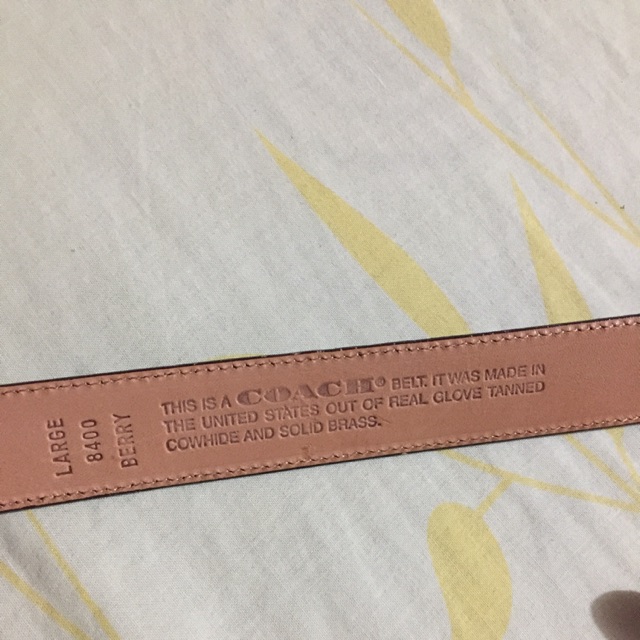 LARGE
8400
BERRY
THIS IS A COACH® BELT. IT WAS MADE IN
THE UNITED STATES OUT OF REAL GLOVE TANNED
COWHIDE AND SOLID BRASS.